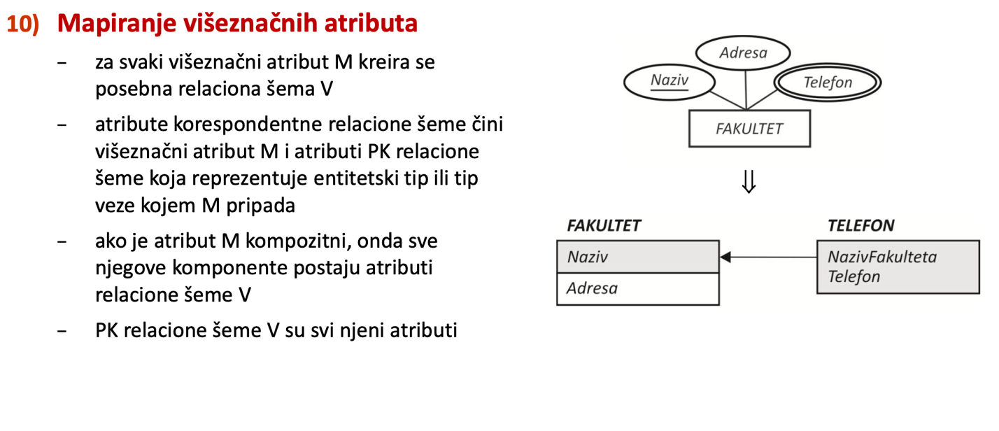 10) Mapiranje višeznačnih atributa
– za svaki višeznačni atribut M kreira se
posebna relaciona šema V
– atribute korespondentne relacione šeme čini
višeznačni atribut M i atributi PK relacione
šeme koja reprezentuje entitetski tip ili tip
veze kojem M pripada
– ako je atribut M kompozitni, onda sve
njegove komponente postaju atributi
relacione šeme V
– PK relacione šeme V su svi njeni atributi
Adresa
Naziv
Telefon
FAKULTET
⇓
FAKULTET
Naziv
Adresa
TELEFON
NazivFakulteta
Telefon